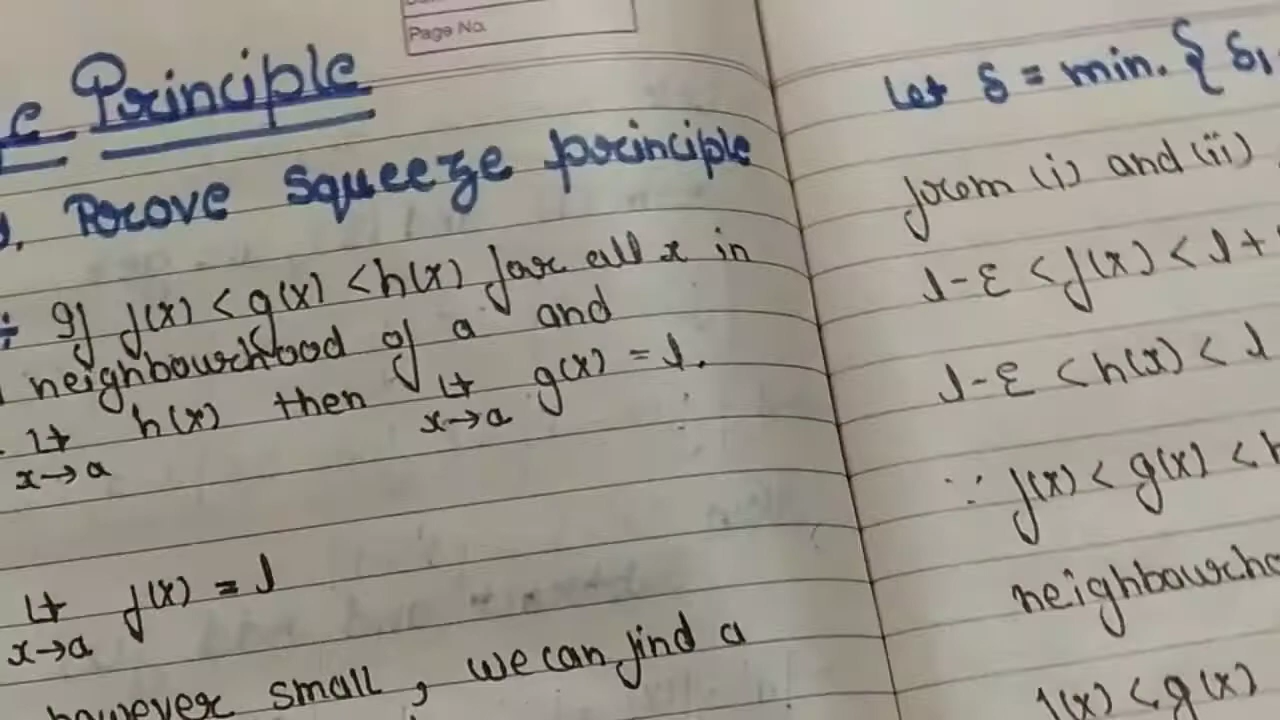 Page No.
Principle
Prove squeeze principle
If f(x) < g(x) < h(x) for all x in
neighbourhood of a and
lt h(x) then lt g(x) = l.
x→a x→a
lt f(x) = l
x→a
however small, we can find a
Let δ = min. { δ1
from (i) and (ii)
l-ε < f(x) < l+
l-ε < h(x) < l
∵ f(x) < g(x) < h
f(x) < g(x)